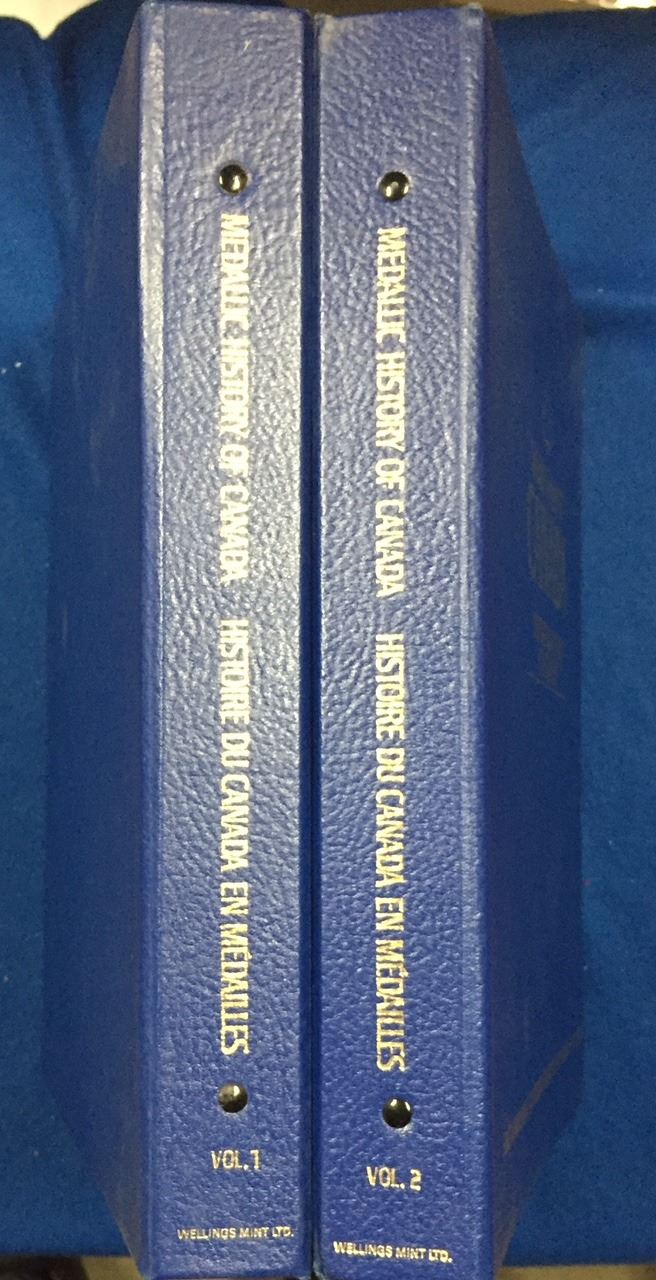 MEDALLIC HISTORY OF CANADA HISTOIRE DU CANADA EN MÉDAILLES
VOL. 1
WELLINGS MINT LTD.
MEDALLIC HISTORY OF CANADA HISTOIRE DU CANADA EN MÉDAILLES
VOL. 2
WELLINGS MINT LTD.